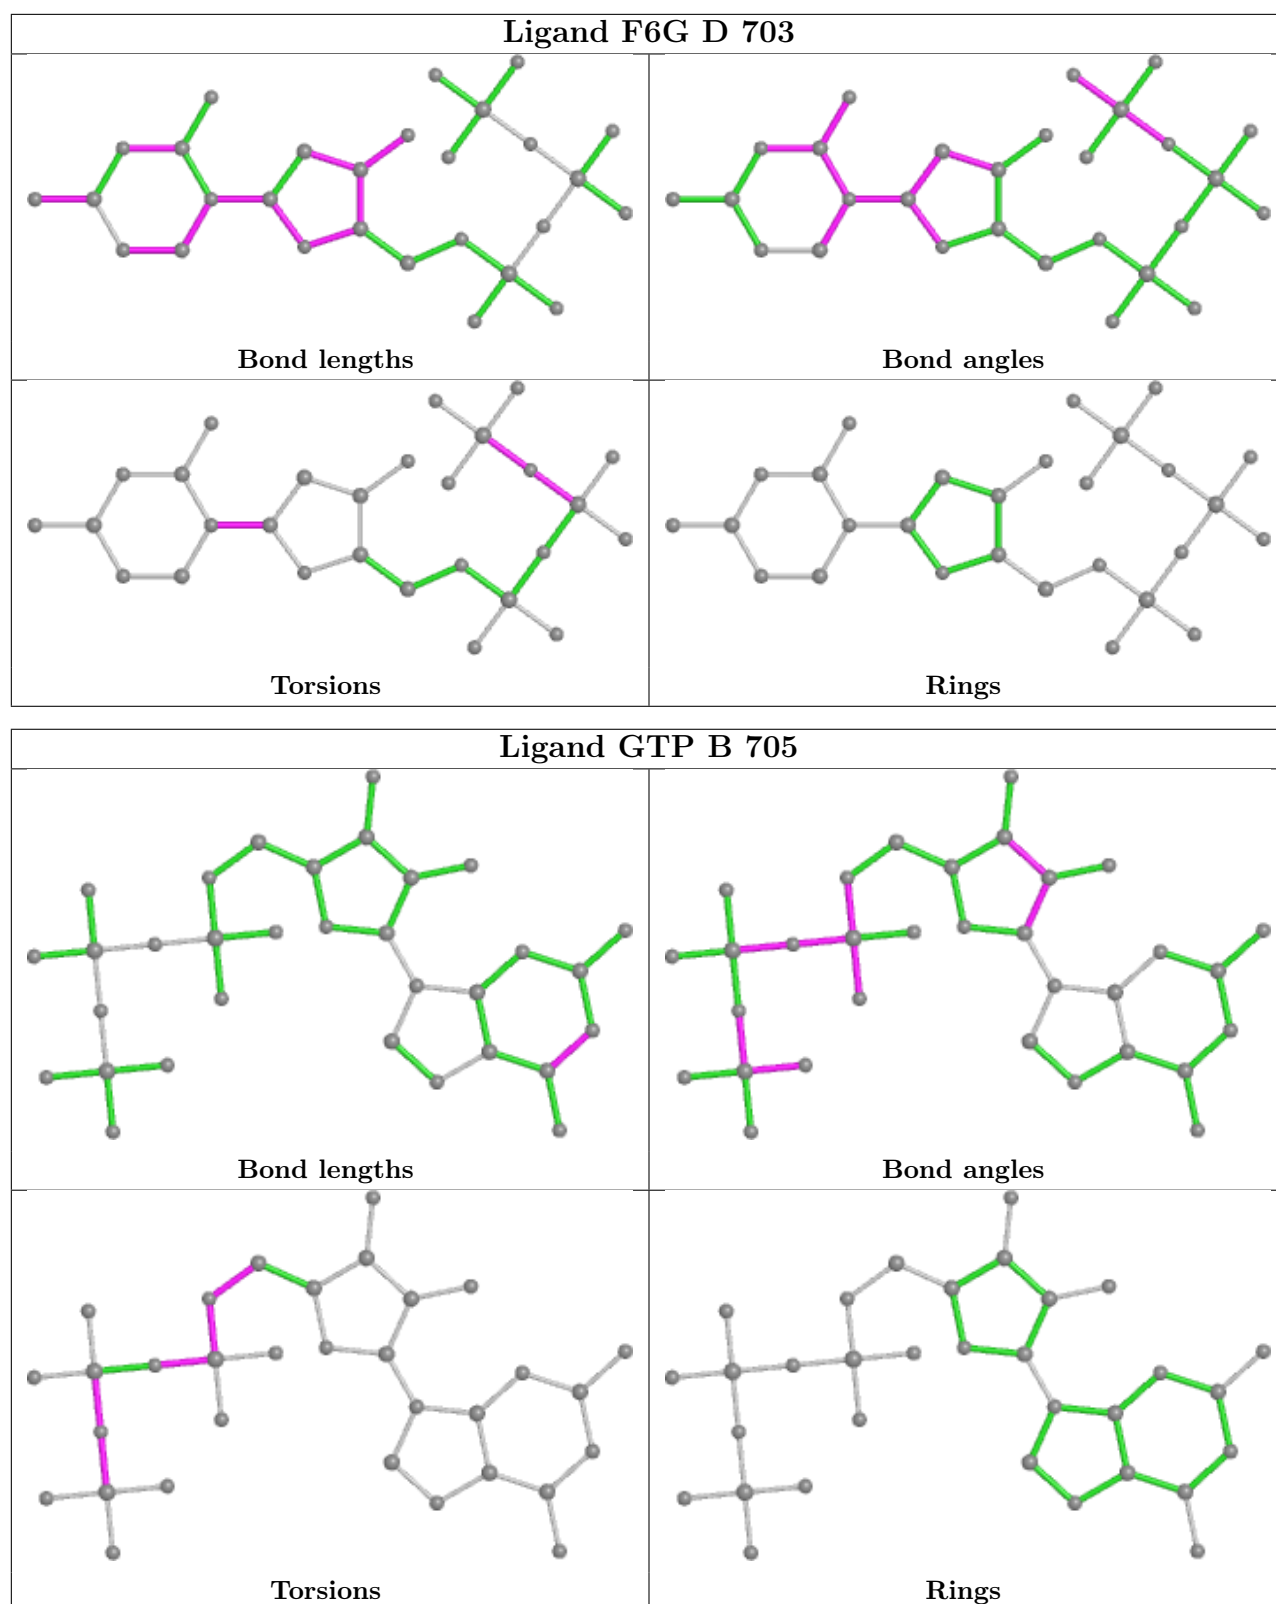 Ligand F6G D 703
Bond lengths
Bond angles
Torsions
Rings
Ligand GTP B 705
Bond lengths
Bond angles
Torsions
Rings